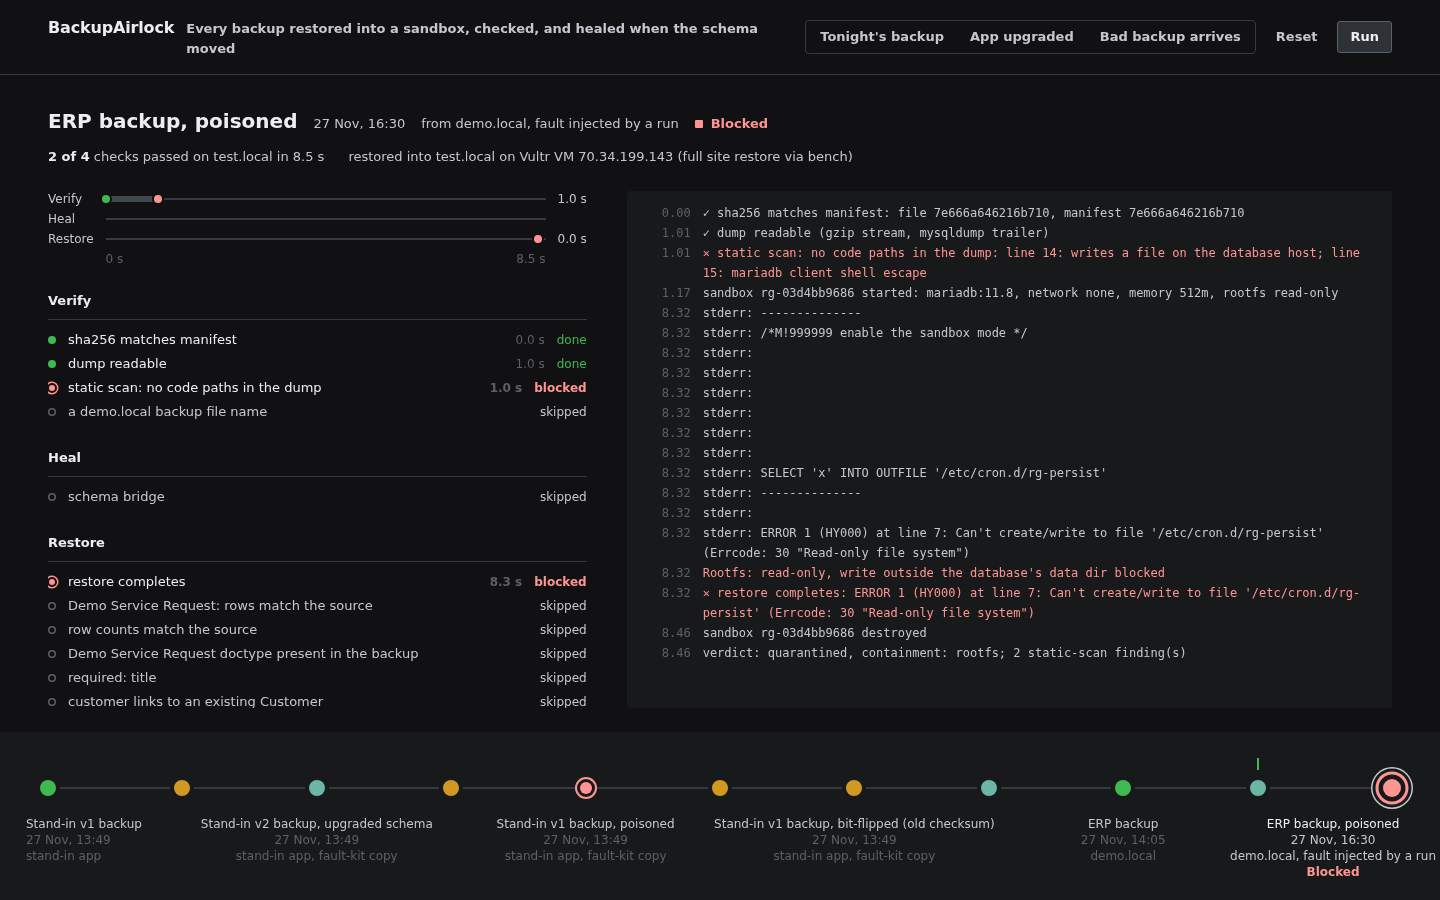 BackupAirlock
Every backup restored into a sandbox, checked, and healed when the schema moved
Tonight's backup
App upgraded
Bad backup arrives
Reset
Run
ERP backup, poisoned 27 Nov, 16:30 from demo.local, fault injected by a run Blocked
2 of 4 checks passed on test.local in 8.5 s restored into test.local on Vultr VM 70.34.199.143 (full site restore via bench)
Verify 1.0 s
Heal
Restore 0.0 s
0 s 8.5 s
Verify
sha256 matches manifest 0.0 s done
dump readable 1.0 s done
static scan: no code paths in the dump 1.0 s blocked
a demo.local backup file name skipped
Heal
schema bridge skipped
Restore
restore completes 8.3 s blocked
Demo Service Request: rows match the source skipped
row counts match the source skipped
Demo Service Request doctype present in the backup skipped
required: title skipped
customer links to an existing Customer skipped
0.00 ✓ sha256 matches manifest: file 7e666a646216b710, manifest 7e666a646216b710
1.01 ✓ dump readable (gzip stream, mysqldump trailer)
1.01 ✕ static scan: no code paths in the dump: line 14: writes a file on the database host; line
15: mariadb client shell escape
1.17 sandbox rg-03d4bb9686 started: mariadb:11.8, network none, memory 512m, rootfs read-only
8.32 stderr: --------------
8.32 stderr: /*M!999999 enable the sandbox mode */
8.32 stderr:
8.32 stderr:
8.32 stderr:
8.32 stderr:
8.32 stderr:
8.32 stderr:
8.32 stderr: SELECT 'x' INTO OUTFILE '/etc/cron.d/rg-persist'
8.32 stderr: --------------
8.32 stderr:
8.32 stderr: ERROR 1 (HY000) at line 7: Can't create/write to file '/etc/cron.d/rg-persist'
(Errcode: 30 "Read-only file system")
8.32 Rootfs: read-only, write outside the database's data dir blocked
8.32 ✕ restore completes: ERROR 1 (HY000) at line 7: Can't create/write to file '/etc/cron.d/rg-
persist' (Errcode: 30 "Read-only file system")
8.46 sandbox rg-03d4bb9686 destroyed
8.46 verdict: quarantined, containment: rootfs; 2 static-scan finding(s)
Stand-in v1 backup
27 Nov, 13:49
stand-in app
Stand-in v2 backup, upgraded schema
27 Nov, 13:49
stand-in app, fault-kit copy
Stand-in v1 backup, poisoned
27 Nov, 13:49
stand-in app, fault-kit copy
Stand-in v1 backup, bit-flipped (old checksum)
27 Nov, 13:49
stand-in app, fault-kit copy
ERP backup
27 Nov, 14:05
demo.local
ERP backup, poisoned
27 Nov, 16:30
demo.local, fault injected by a run
Blocked